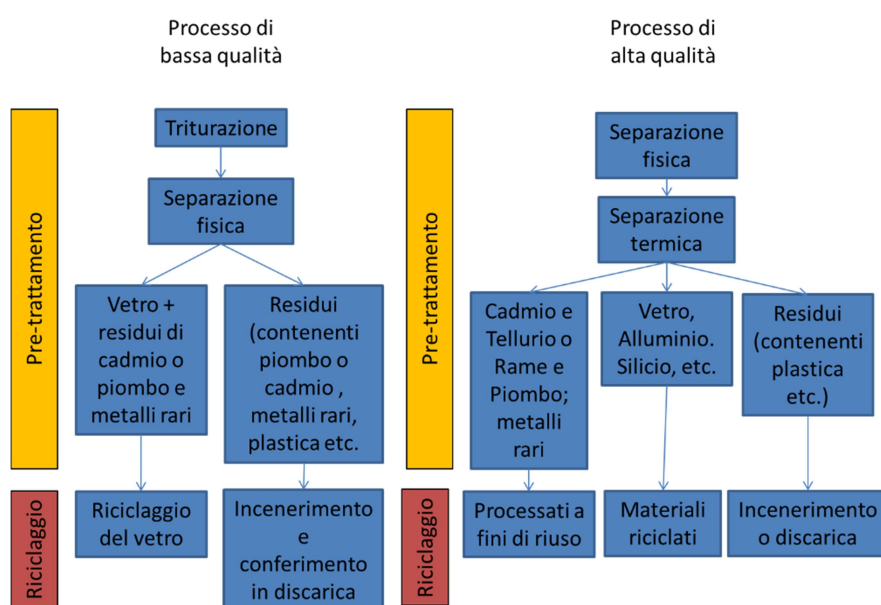 Processo di
bassa qualità
Pre-trattamento
Triturazione
Separazione
fisica
Vetro +
residui di
cadmio o
piombo e
metalli rari
Residui
(contenenti
piombo o
cadmio ,
metalli rari,
plastica etc.
Riciclaggio
Riciclaggio
del vetro
Incenerimento
e
conferimento
in discarica
Processo di
alta qualità
Pre-trattamento
Separazione
fisica
Separazione
termica
Cadmio e
Tellurio o
Rame e
Piombo;
metalli
rari
Vetro,
Alluminio.
Silicio, etc.
Residui
(contenenti
plastica
etc.)
Riciclaggio
Processati a
fini di riuso
Materiali
riciclati
Incenerimento
o discarica